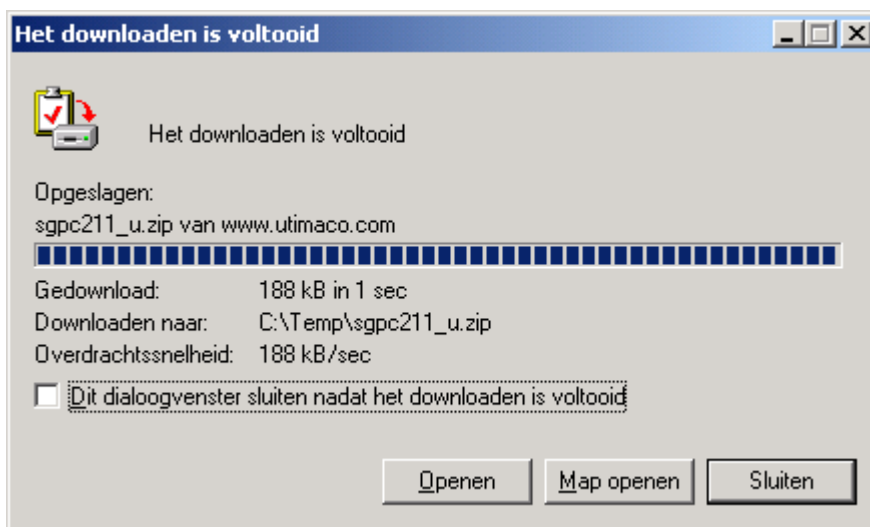 Het downloaden is voltooid
Het downloaden is voltooid
Opgeslagen:
sgpc211_u.zip van www.utimaco.com
Gedownload: 188 kB in 1 sec
Downloaden naar: C:\Temp\sgpc211_u.zip
Overdrachtssnelheid: 188 kB/sec
Dit dialoogvenster sluiten nadat het downloaden is voltooid
Openen Map openen Sluiten